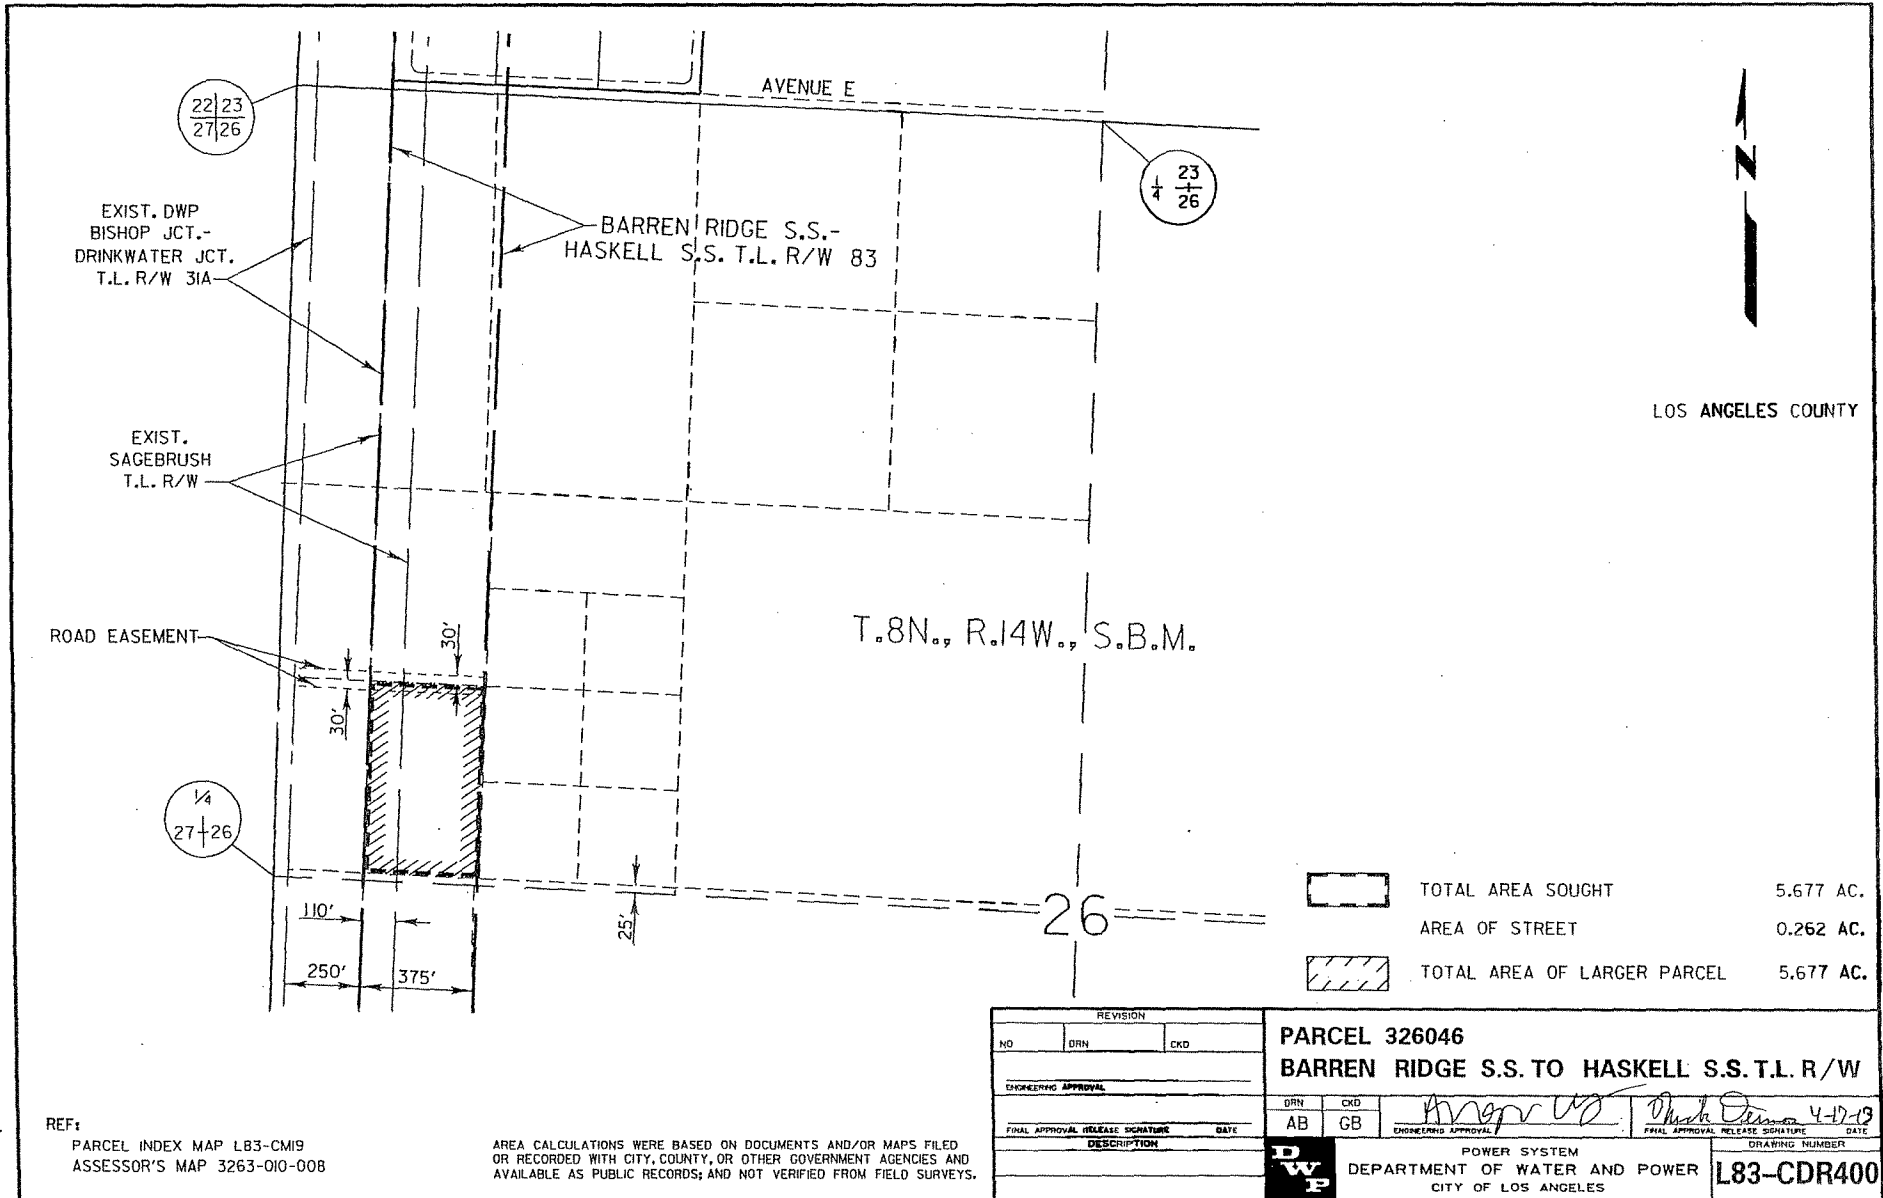 AVENUE E
22 23
27 26
1/4 23
26
EXIST. DWP
BISHOP JCT.-
DRINKWATER JCT.
T.L. R/W 31A
BARREN RIDGE S.S.-
HASKELL S.S. T.L. R/W 83
N
LOS ANGELES COUNTY
EXIST.
SAGEBRUSH
T.L. R/W
ROAD EASEMENT
30'
30'
T.8N., R.14W., S.B.M.
1/4
27 26
110'
250'
375'
25'
26
TOTAL AREA SOUGHT 5.677 AC.
AREA OF STREET 0.262 AC.
TOTAL AREA OF LARGER PARCEL 5.677 AC.
REVISION
NO DRN CKD
ENGINEERING APPROVAL
FINAL APPROVAL RELEASE SIGNATURE DATE
DESCRIPTION
PARCEL 326046
BARREN RIDGE S.S. TO HASKELL S.S. T.L. R/W
DRN CKD
AB GB
ENGINEERING APPROVAL
4-17-13
FINAL APPROVAL RELEASE SIGNATURE DATE
DWP
POWER SYSTEM
DEPARTMENT OF WATER AND POWER
CITY OF LOS ANGELES
DRAWING NUMBER
L83-CDR400
REF:
PARCEL INDEX MAP L83-CM19
ASSESSOR'S MAP 3263-010-008
AREA CALCULATIONS WERE BASED ON DOCUMENTS AND/OR MAPS FILED
OR RECORDED WITH CITY, COUNTY, OR OTHER GOVERNMENT AGENCIES AND
AVAILABLE AS PUBLIC RECORDS; AND NOT VERIFIED FROM FIELD SURVEYS.